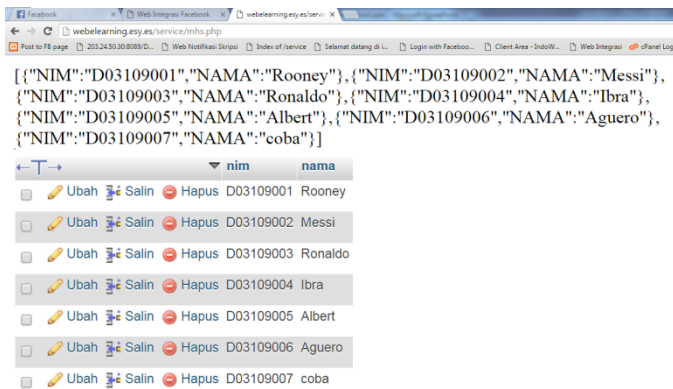 Facebook × Web Integrasi Facebook × webelearning.esy.es/servic ×
webelearning.esy.es/service/mhs.php
Post to FB page 203.24.50.30:8089/D... Web Notifikasi Skripsi Index of /service Selamat datang di i... Login with Faceboo... Client Area - IndoW... Web Integrasi cPanel Log
[{"NIM":"D03109001","NAMA":"Rooney"},{"NIM":"D03109002","NAMA":"Messi"},
{"NIM":"D03109003","NAMA":"Ronaldo"},{"NIM":"D03109004","NAMA":"Ibra"},
{"NIM":"D03109005","NAMA":"Albert"},{"NIM":"D03109006","NAMA":"Aguero"},
{"NIM":"D03109007","NAMA":"coba"}]
←T→ nim nama
Ubah Salin Hapus D03109001 Rooney
Ubah Salin Hapus D03109002 Messi
Ubah Salin Hapus D03109003 Ronaldo
Ubah Salin Hapus D03109004 Ibra
Ubah Salin Hapus D03109005 Albert
Ubah Salin Hapus D03109006 Aguero
Ubah Salin Hapus D03109007 coba